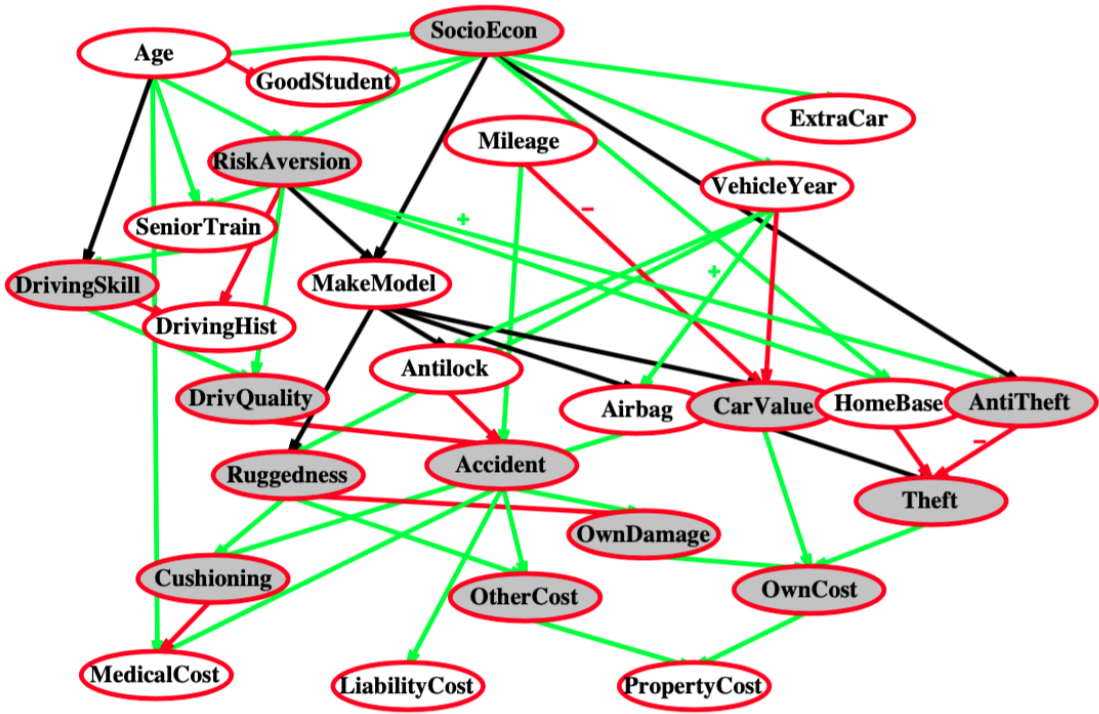 SocioEcon
Age
GoodStudent
ExtraCar
Mileage
RiskAversion
VehicleYear
SeniorTrain
+
−
+
DrivingSkill
MakeModel
DrivingHist
Antilock
DrivQuality
Airbag
CarValue
HomeBase
AntiTheft
−
Ruggedness
Accident
Theft
OwnDamage
Cushioning
OtherCost
OwnCost
MedicalCost
LiabilityCost
PropertyCost